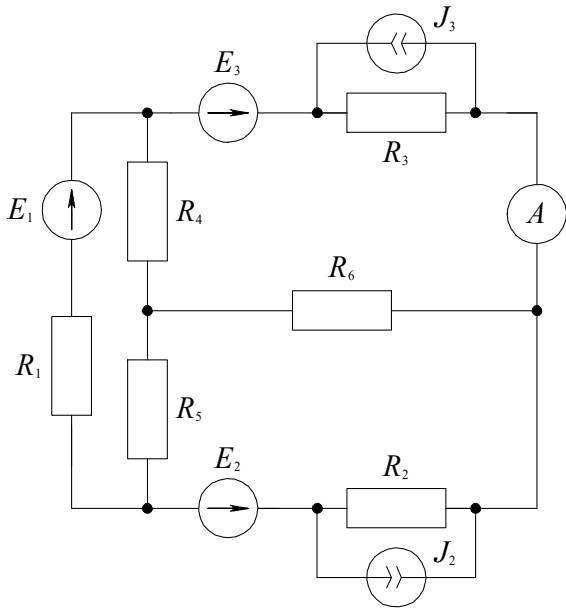 J₃
E₃
R₃
E₁
R₄
A
R₆
R₁
R₅
E₂
R₂
J₂